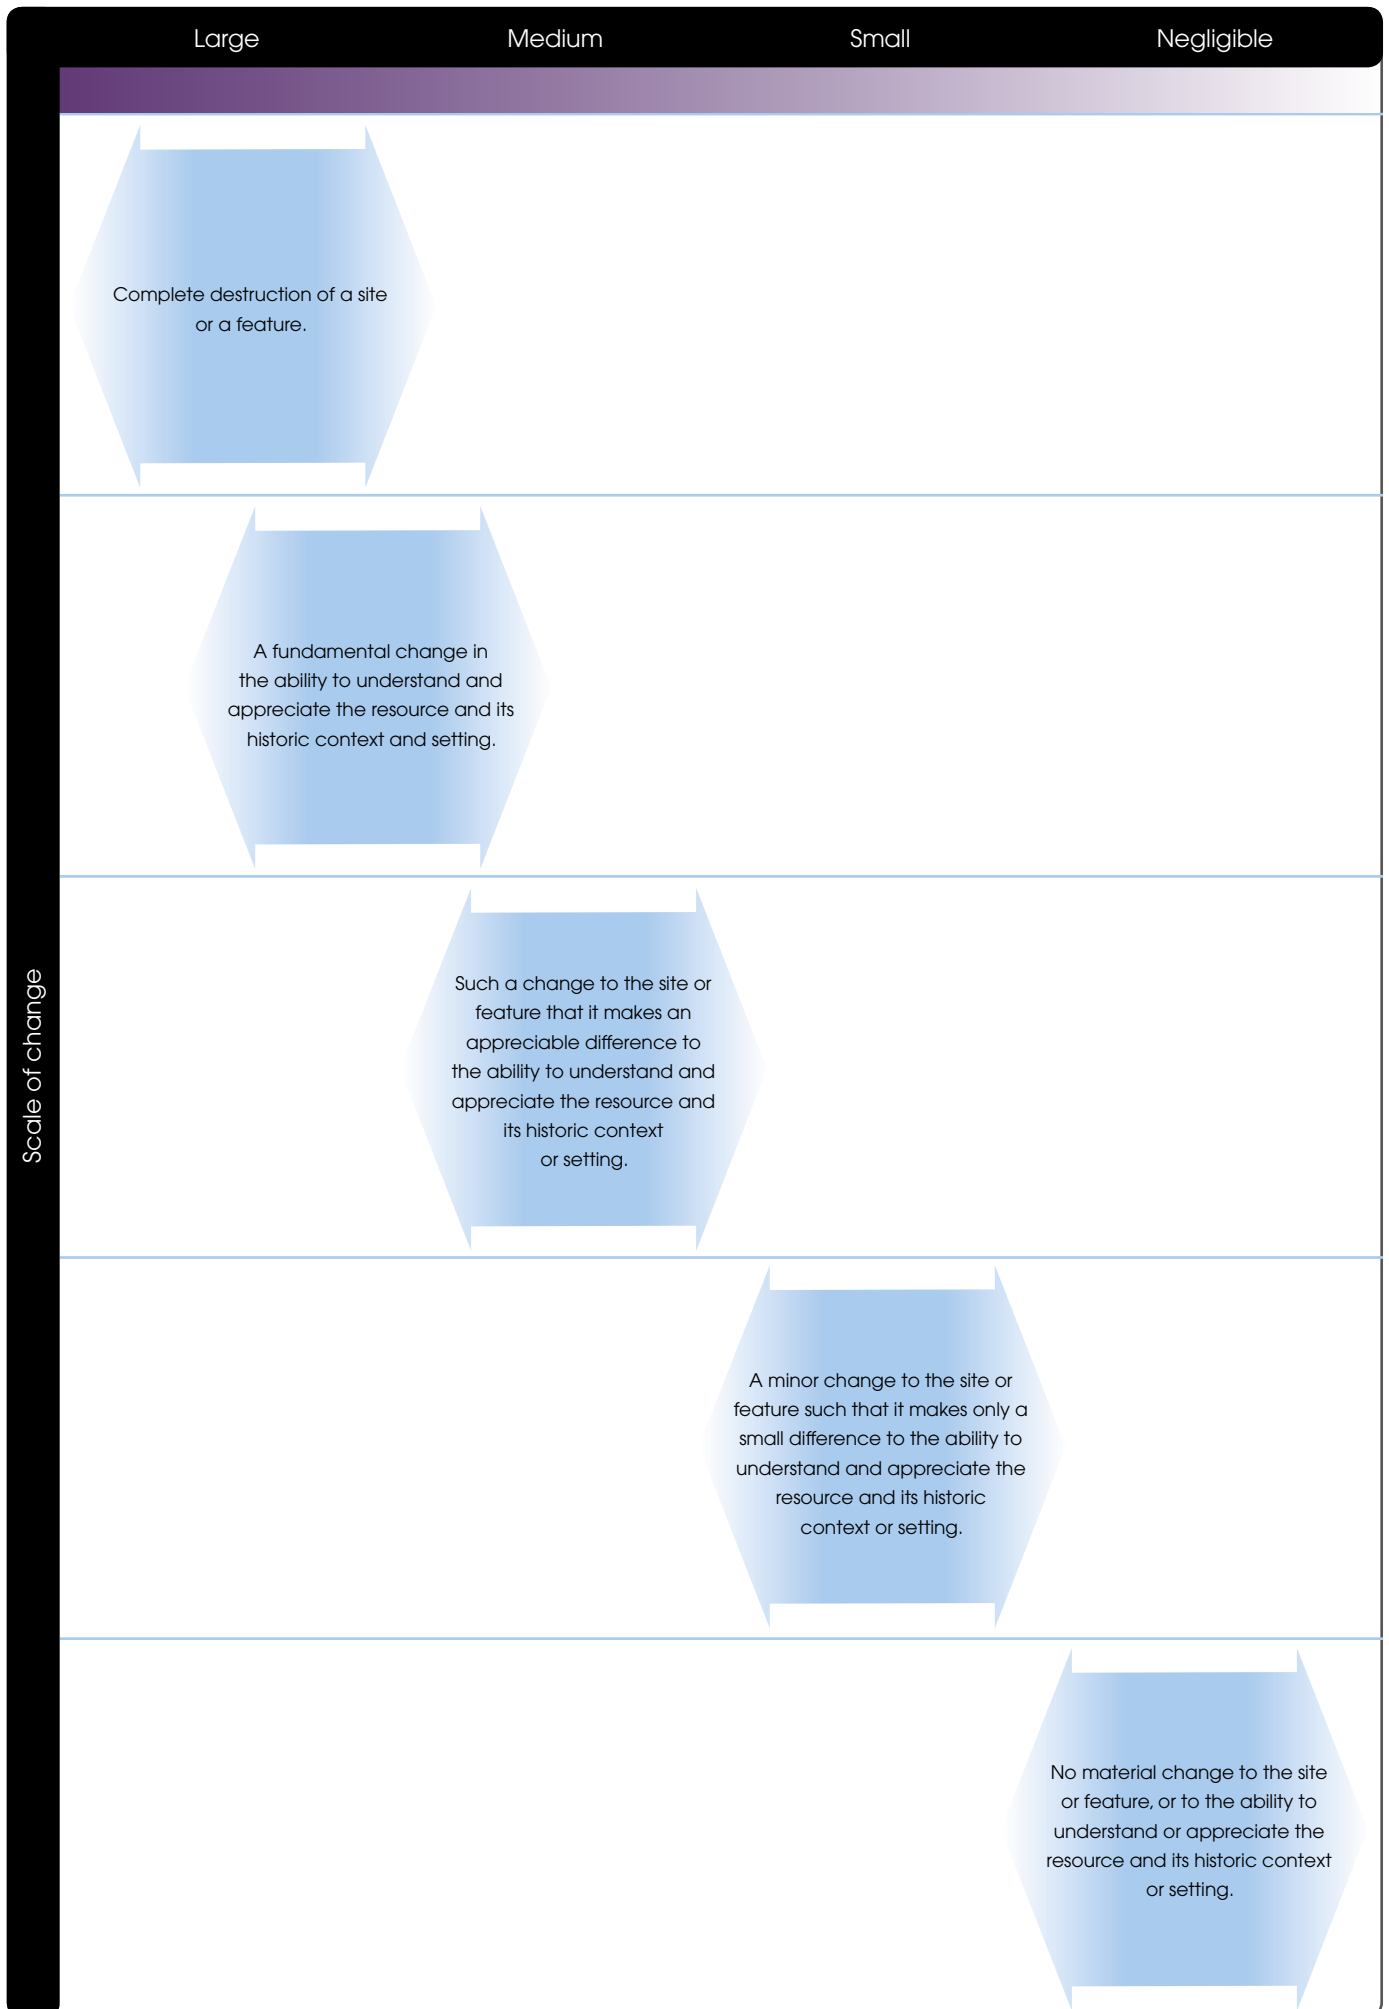 Large Medium Small Negligible
Scale of change
Complete destruction of a site
or a feature.
A fundamental change in
the ability to understand and
appreciate the resource and its
historic context and setting.
Such a change to the site or
feature that it makes an
appreciable difference to
the ability to understand and
appreciate the resource and
its historic context
or setting.
A minor change to the site or
feature such that it makes only a
small difference to the ability to
understand and appreciate the
resource and its historic
context or setting.
No material change to the site
or feature, or to the ability to
understand or appreciate the
resource and its historic context
or setting.